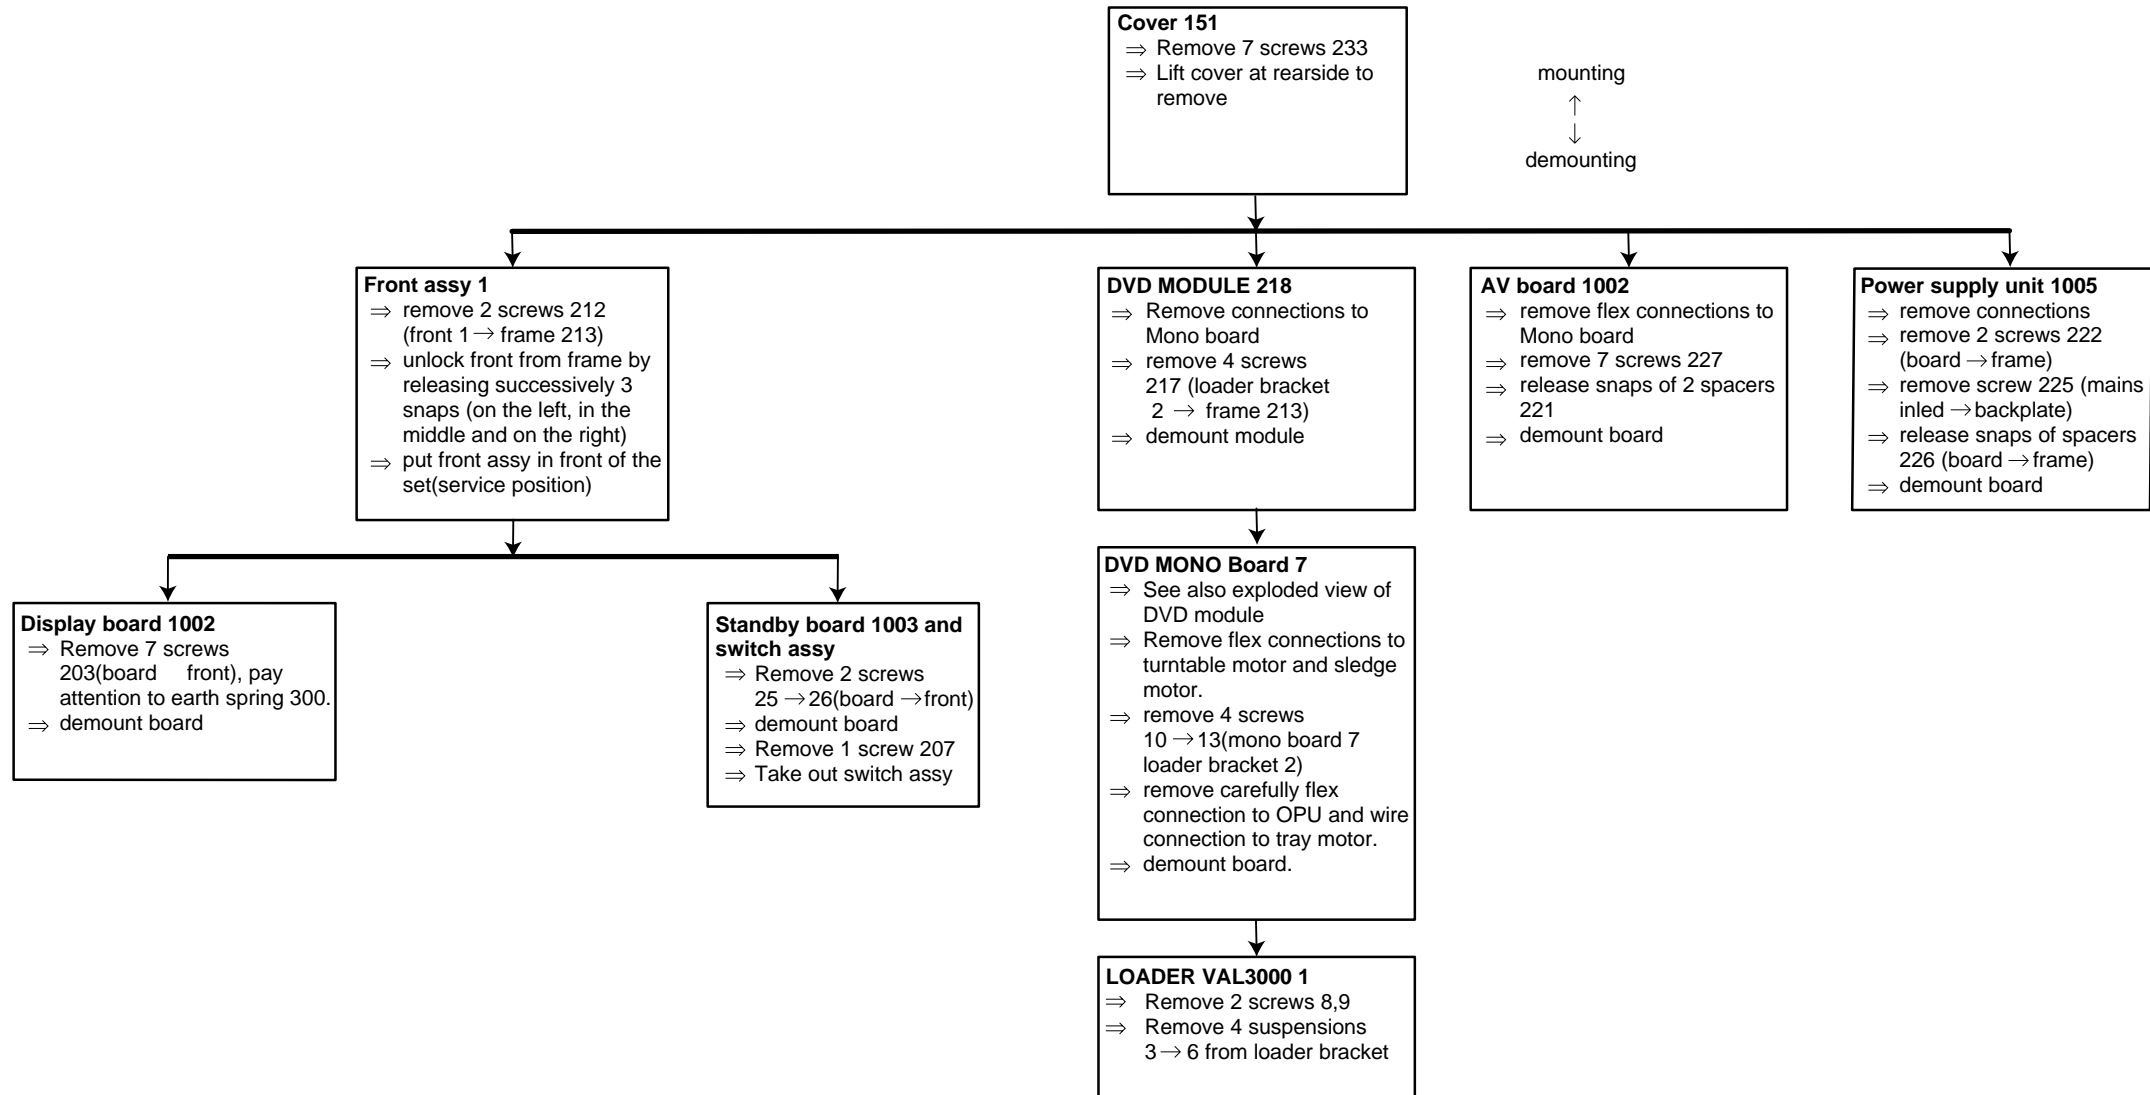 Cover 151
⇒ Remove 7 screws 233
⇒ Lift cover at rearside to
remove
mounting
↑
↓
demounting
Front assy 1
⇒ remove 2 screws 212
(front 1 → frame 213)
⇒ unlock front from frame by
releasing successively 3
snaps (on the left, in the
middle and on the right)
⇒ put front assy in front of the
set(service position)
DVD MODULE 218
⇒ Remove connections to
Mono board
⇒ remove 4 screws
217 (loader bracket
2 → frame 213)
⇒ demount module
AV board 1002
⇒ remove flex connections to
Mono board
⇒ remove 7 screws 227
⇒ release snaps of 2 spacers
221
⇒ demount board
Power supply unit 1005
⇒ remove connections
⇒ remove 2 screws 222
(board → frame)
⇒ remove screw 225 (mains
inled → backplate)
⇒ release snaps of spacers
226 (board → frame)
⇒ demount board
Display board 1002
⇒ Remove 7 screws
203(board front), pay
attention to earth spring 300.
⇒ demount board
Standby board 1003 and
switch assy
⇒ Remove 2 screws
25 → 26(board → front)
⇒ demount board
⇒ Remove 1 screw 207
⇒ Take out switch assy
DVD MONO Board 7
⇒ See also exploded view of
DVD module
⇒ Remove flex connections to
turntable motor and sledge
motor.
⇒ remove 4 screws
10 → 13(mono board 7
loader bracket 2)
⇒ remove carefully flex
connection to OPU and wire
connection to tray motor.
⇒ demount board.
LOADER VAL3000 1
⇒ Remove 2 screws 8,9
⇒ Remove 4 suspensions
3 → 6 from loader bracket